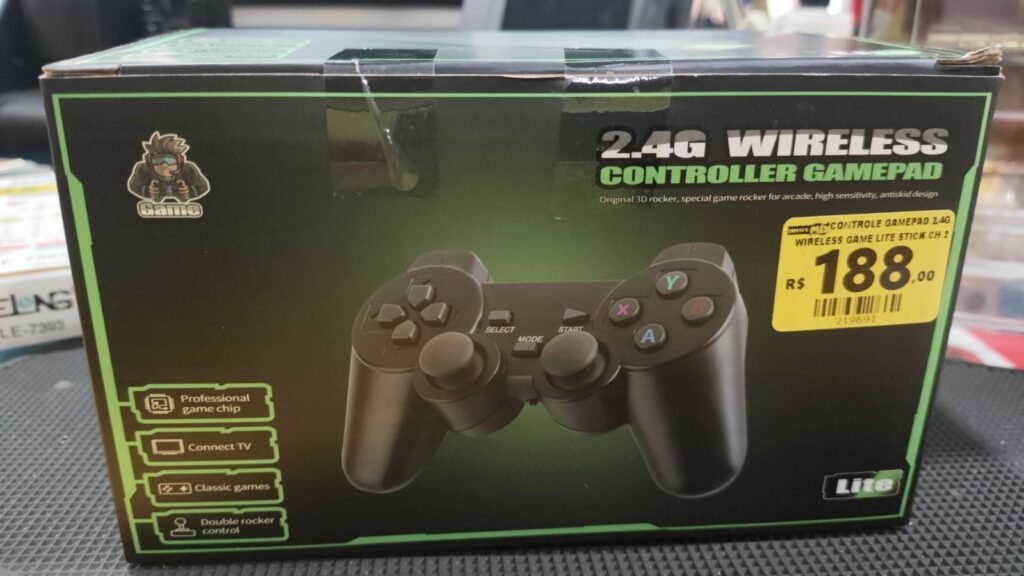 Game
2.4G WIRELESS
CONTROLLER GAMEPAD
Original 3D rocker, special game rocker for arcade, high sensitivity, antiskid design
CONTROLE GAMEPAD 2.4G
WIRELESS GAME LITE STICK CH 2
R$ 188,00
219691
SELECT
MODE
START
Y
X
A
Professional
game chip
Connect TV
Classic games
Double rocker
control
Lite
ELONG
LE-7393